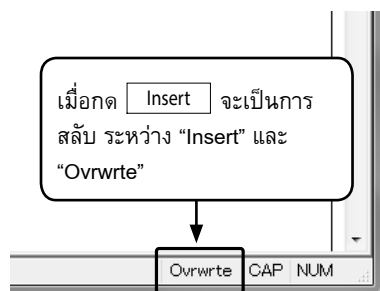 เมื่อกด Insert จะเป็นการ
สลับ ระหว่าง “Insert” และ
“Ovrwrte”
Ovrwrte CAP NUM